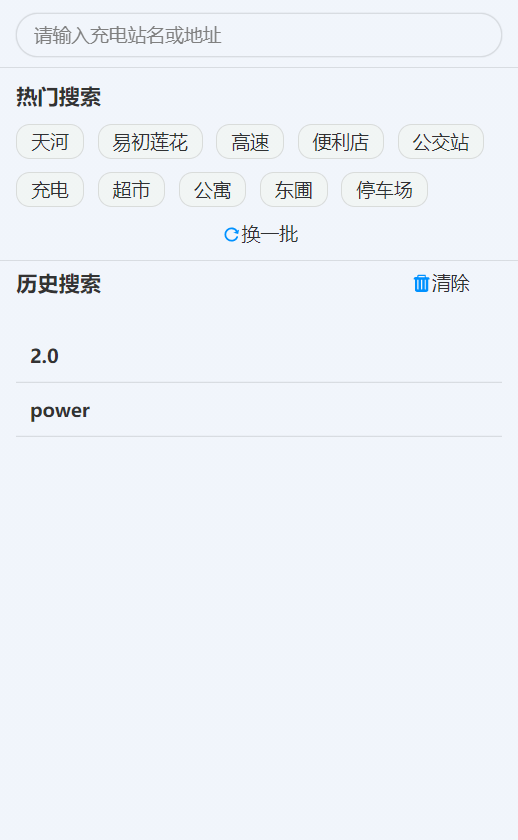 请输入充电站名或地址
热门搜索
天河 易初莲花 高速 便利店 公交站
充电 超市 公寓 东圃 停车场
换一批
历史搜索 清除
2.0
power